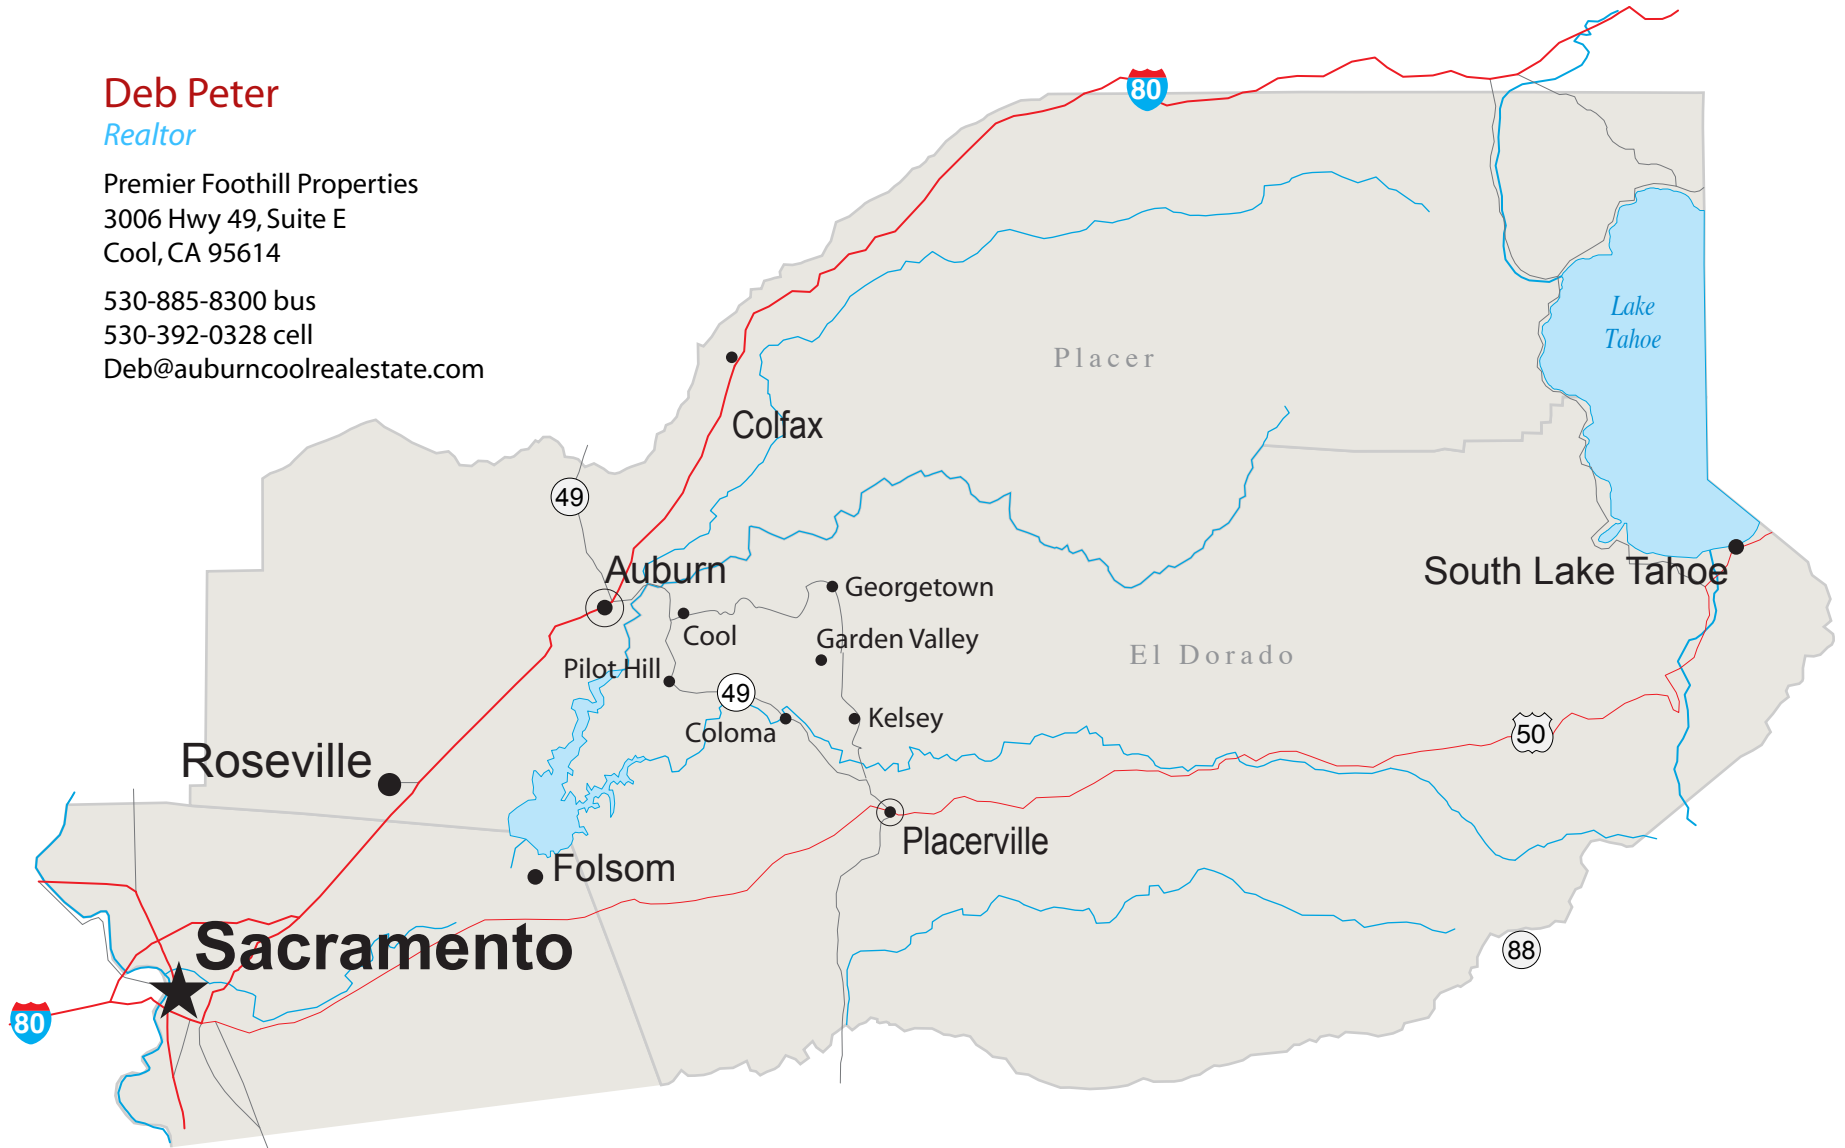 Deb Peter
Realtor
Premier Foothill Properties
3006 Hwy 49, Suite E
Cool, CA 95614
530-885-8300 bus
530-392-0328 cell
Deb@auburncoolrealestate.com
80
Lake
Tahoe
Placer
Colfax
49
Auburn
South Lake Tahoe
Georgetown
Cool
Garden Valley
El Dorado
Pilot Hill
49
Kelsey
Coloma
50
Roseville
Placerville
Folsom
Sacramento
88
80